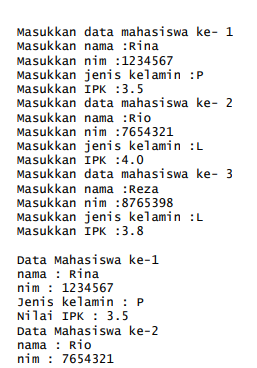 Masukkan data mahasiswa ke- 1
Masukkan nama :Rina
Masukkan nim :1234567
Masukkan jenis kelamin :P
Masukkan IPK :3.5
Masukkan data mahasiswa ke- 2
Masukkan nama :Rio
Masukkan nim :7654321
Masukkan jenis kelamin :L
Masukkan IPK :4.0
Masukkan data mahasiswa ke- 3
Masukkan nama :Reza
Masukkan nim :8765398
Masukkan jenis kelamin :L
Masukkan IPK :3.8
Data Mahasiswa ke-1
nama : Rina
nim : 1234567
Jenis kelamin : P
Nilai IPK : 3.5
Data Mahasiswa ke-2
nama : Rio
nim : 7654321